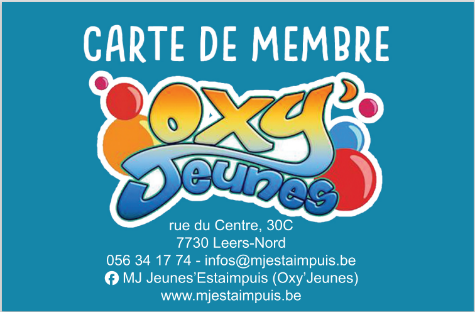 CARTE DE MEMBRE
OXY'
Jeunes
rue du Centre, 30C
7730 Leers-Nord
056 34 17 74 - infos@mjestaimpuis.be
MJ Jeunes'Estaimpuis (Oxy'Jeunes)
www.mjestaimpuis.be